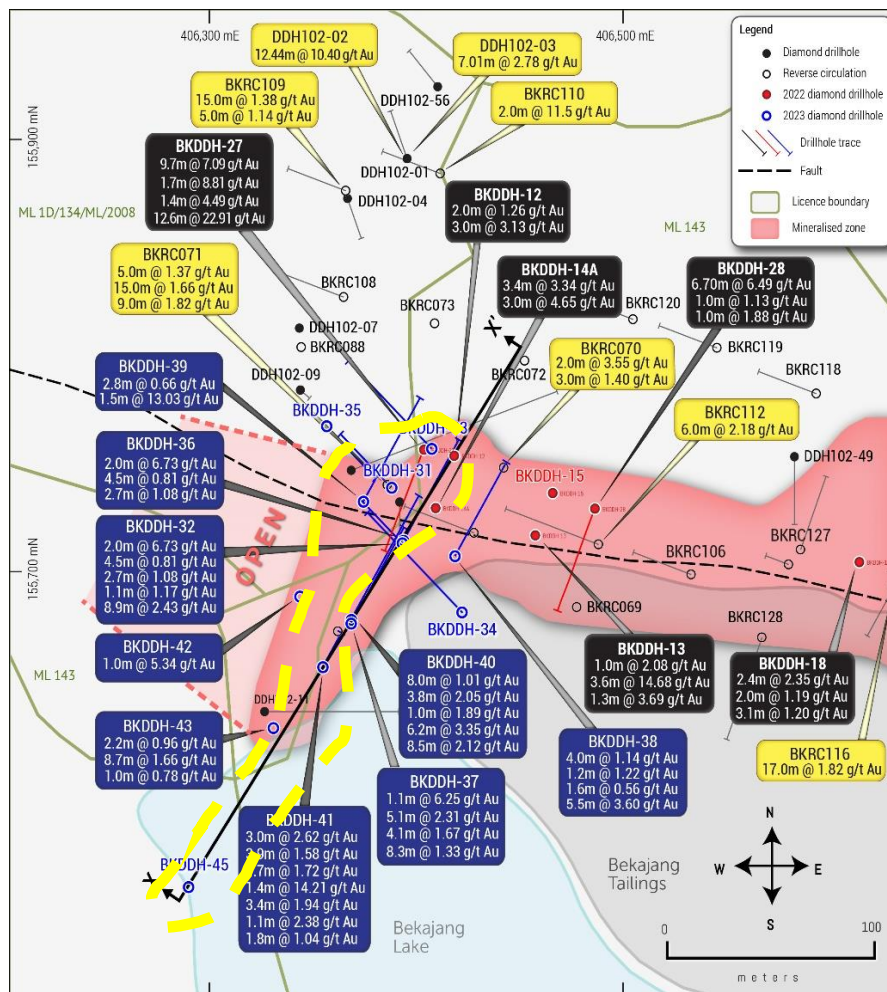 406,300 mE
406,500 mE
155,900 mN
155,700 mN
Legend
Diamond drillhole
Reverse circulation
2022 diamond drillhole
2023 diamond drillhole
Drillhole trace
Fault
Licence boundary
Mineralised zone
DDH102-02
12.44m @ 10.40 g/t Au
DDH102-03
7.01m @ 2.78 g/t Au
BKRC109
15.0m @ 1.38 g/t Au
5.0m @ 1.14 g/t Au
DDH102-56
BKRC110
2.0m @ 11.5 g/t Au
BKDDH-27
9.7m @ 7.09 g/t Au
1.7m @ 8.81 g/t Au
1.4m @ 4.49 g/t Au
12.6m @ 22.91 g/t Au
DDH102-01
DDH102-04
BKDDH-12
2.0m @ 1.26 g/t Au
3.0m @ 3.13 g/t Au
ML 1D/134/ML/2008
ML 143
BKRC071
5.0m @ 1.37 g/t Au
15.0m @ 1.66 g/t Au
9.0m @ 1.82 g/t Au
BKDDH-14A
3.4m @ 3.34 g/t Au
3.0m @ 4.65 g/t Au
BKDDH-28
6.70m @ 6.49 g/t Au
1.0m @ 1.13 g/t Au
1.0m @ 1.88 g/t Au
BKRC108
BKRC073
BKRC120
DDH102-07
BKRC088
X'
BKRC119
BKRC072
BKRC070
2.0m @ 3.55 g/t Au
3.0m @ 1.40 g/t Au
BKRC118
BKDDH-39
2.8m @ 0.66 g/t Au
1.5m @ 13.03 g/t Au
DDH102-09
BKDDH-35
BKRC112
6.0m @ 2.18 g/t Au
BKDDH-36
2.0m @ 6.73 g/t Au
4.5m @ 0.81 g/t Au
2.7m @ 1.08 g/t Au
BKDDH-31
BKDDH-15
DDH102-49
BKDDH-32
2.0m @ 6.73 g/t Au
4.5m @ 0.81 g/t Au
2.7m @ 1.08 g/t Au
1.1m @ 1.17 g/t Au
8.9m @ 2.43 g/t Au
OPEN
BKRC127
BKRC106
BKDDH-34
BKRC069
BKRC128
BKDDH-42
1.0m @ 5.34 g/t Au
ML 143
BKDDH-40
8.0m @ 1.01 g/t Au
3.8m @ 2.05 g/t Au
1.0m @ 1.89 g/t Au
6.2m @ 3.35 g/t Au
8.5m @ 2.12 g/t Au
BKDDH-13
1.0m @ 2.08 g/t Au
3.6m @ 14.68 g/t Au
1.3m @ 3.69 g/t Au
BKDDH-18
2.4m @ 2.35 g/t Au
2.0m @ 1.19 g/t Au
3.1m @ 1.20 g/t Au
BKDDH-43
2.2m @ 0.96 g/t Au
8.7m @ 1.66 g/t Au
1.0m @ 0.78 g/t Au
BKDDH-38
4.0m @ 1.14 g/t Au
1.2m @ 1.22 g/t Au
1.6m @ 0.56 g/t Au
5.5m @ 3.60 g/t Au
BKRC116
17.0m @ 1.82 g/t Au
BKDDH-37
1.1m @ 6.25 g/t Au
5.1m @ 2.31 g/t Au
4.1m @ 1.67 g/t Au
8.3m @ 1.33 g/t Au
BKDDH-41
3.0m @ 2.62 g/t Au
@ 1.58 g/t Au
@ 1.72 g/t Au
1.4m @ 14.21 g/t Au
3.4m @ 1.94 g/t Au
1.1m @ 2.38 g/t Au
1.8m @ 1.04 g/t Au
BKDDH-45
X
Bekajang
Lake
Bekajang
Tailings
N
W
E
S
0
100
meters